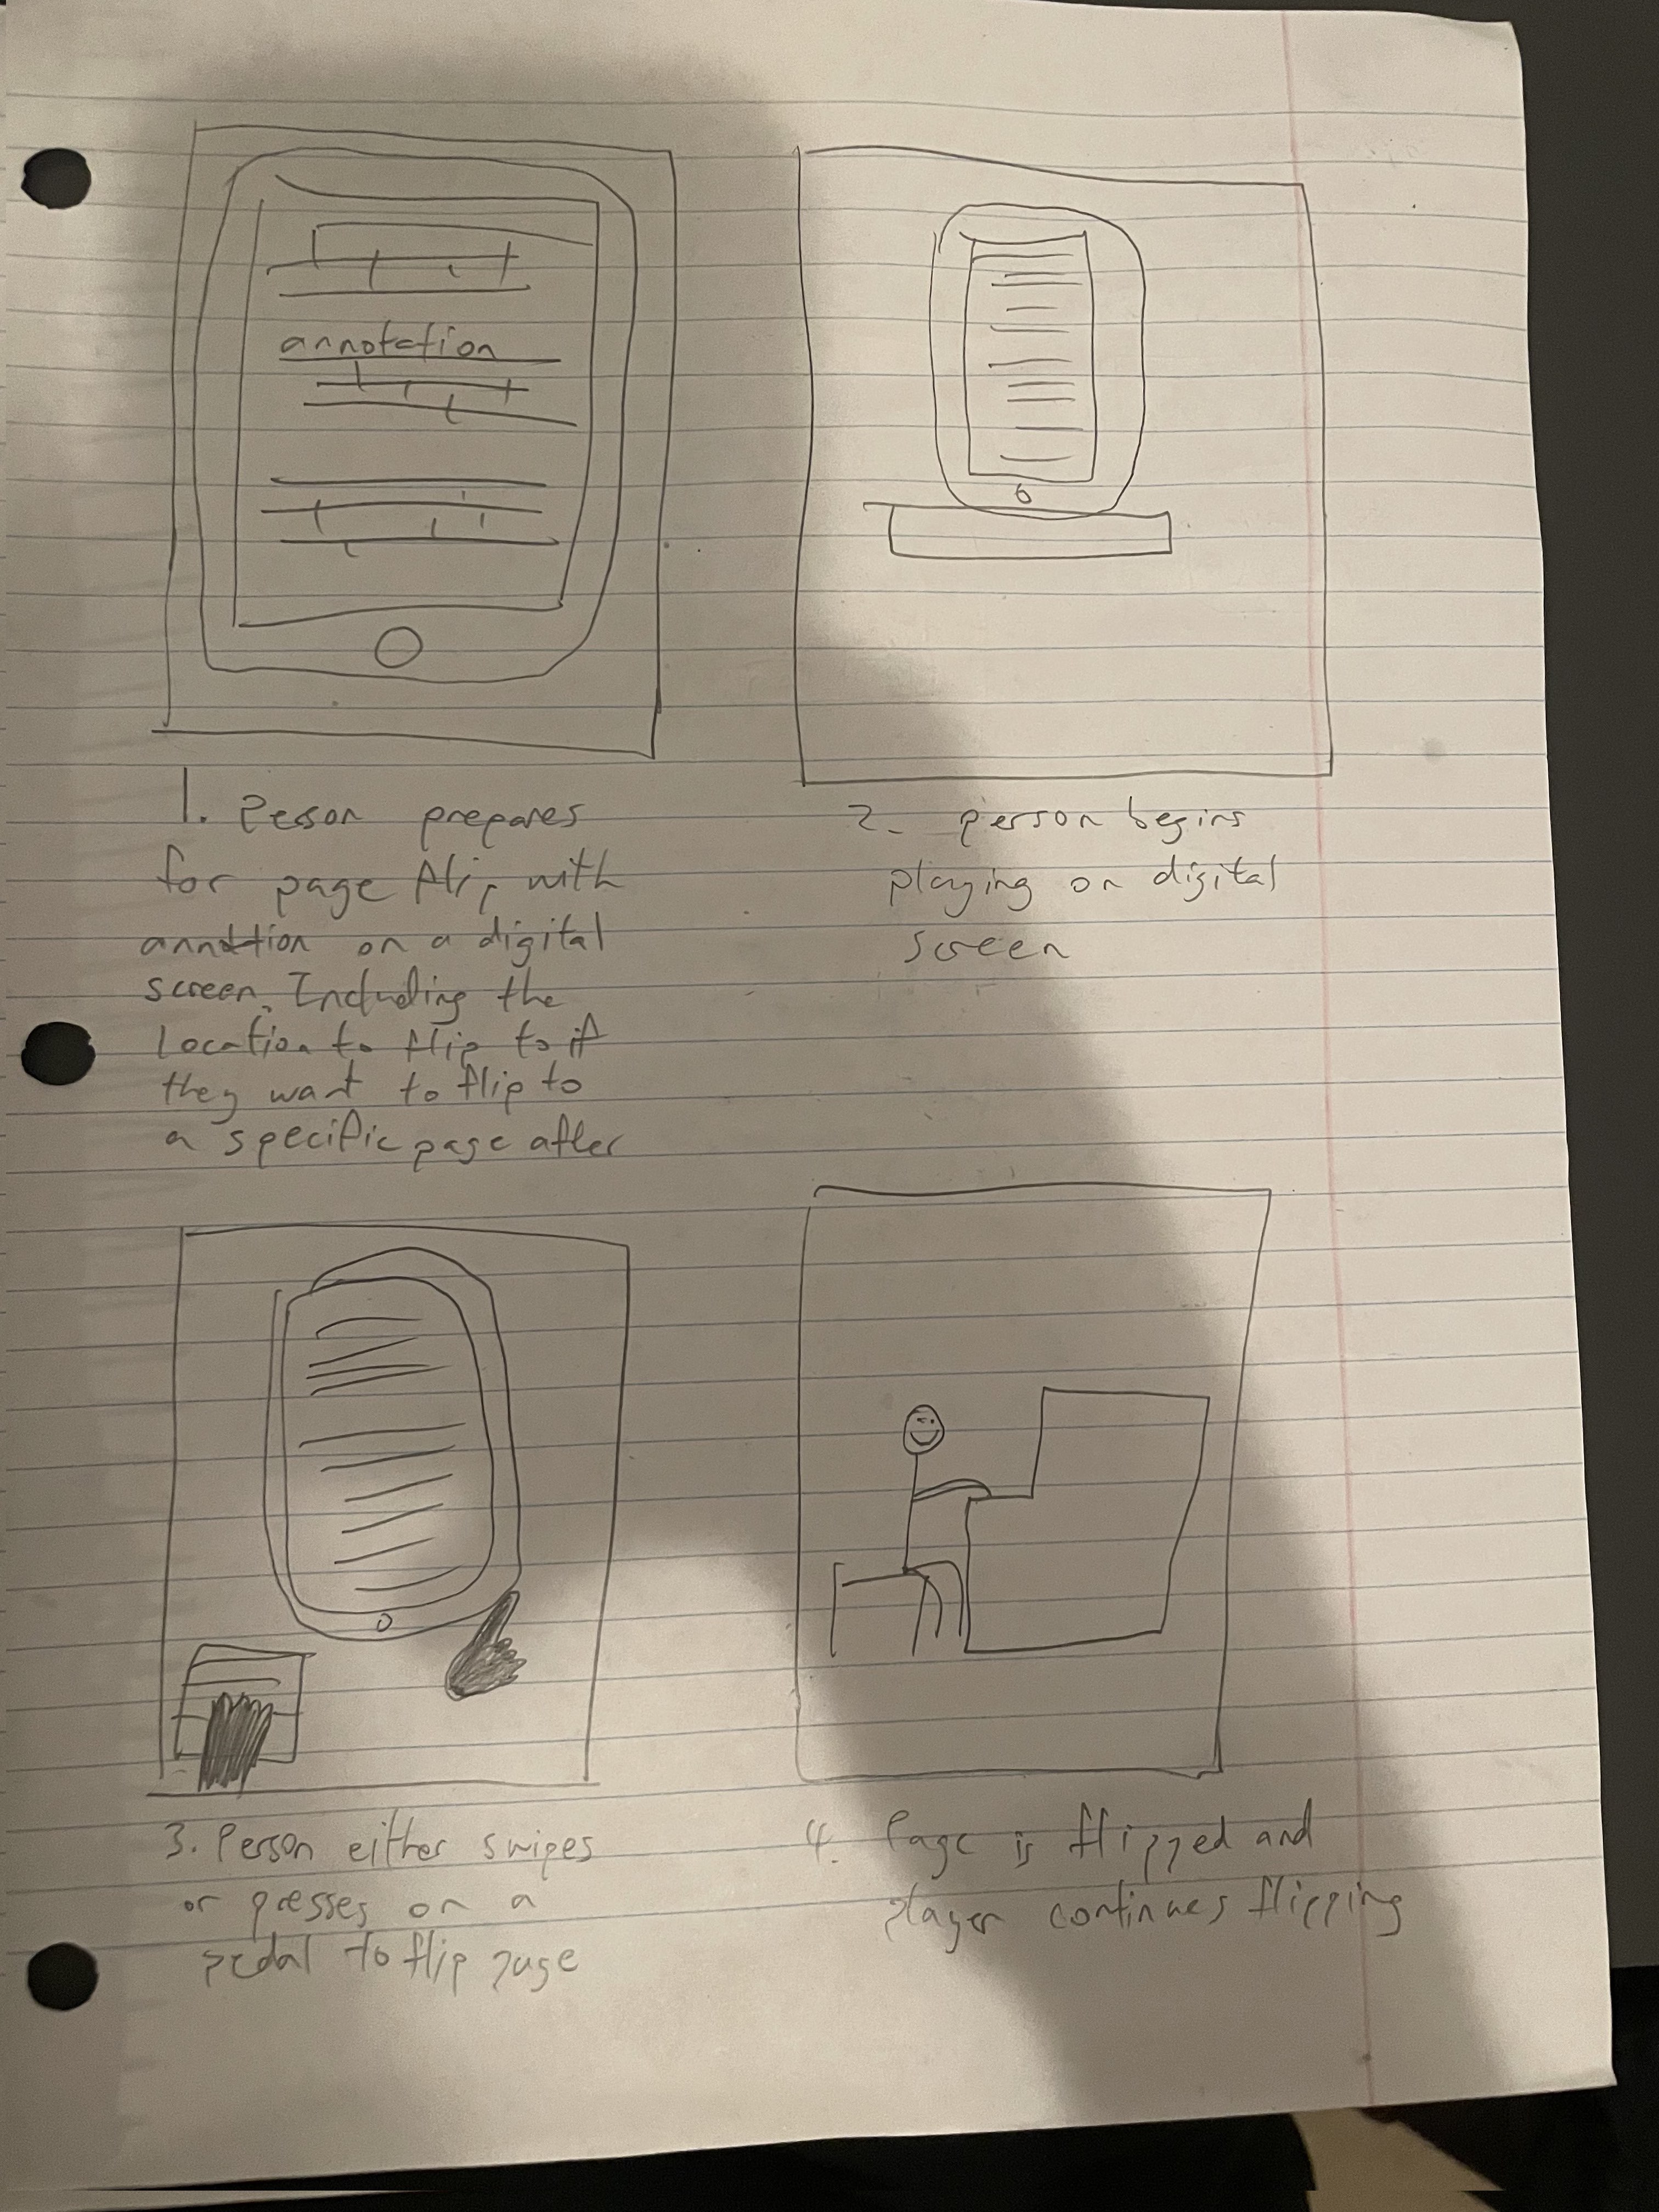 annotation
1. Person prepares
for page flip with
annotation on a digital
screen. Including the
location to flip to if
they want to flip to
a specific page after
2. person begins
playing on digital
screen
3. Person either swipes
or presses on a
pedal to flip page
4. Page is flipped and
player continues flipping